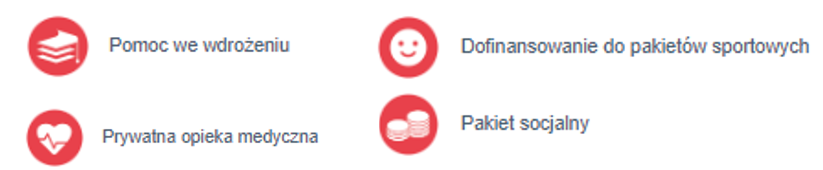 Pomoc we wdrożeniu
Dofinansowanie do pakietów sportowych
Prywatna opieka medyczna
Pakiet socjalny